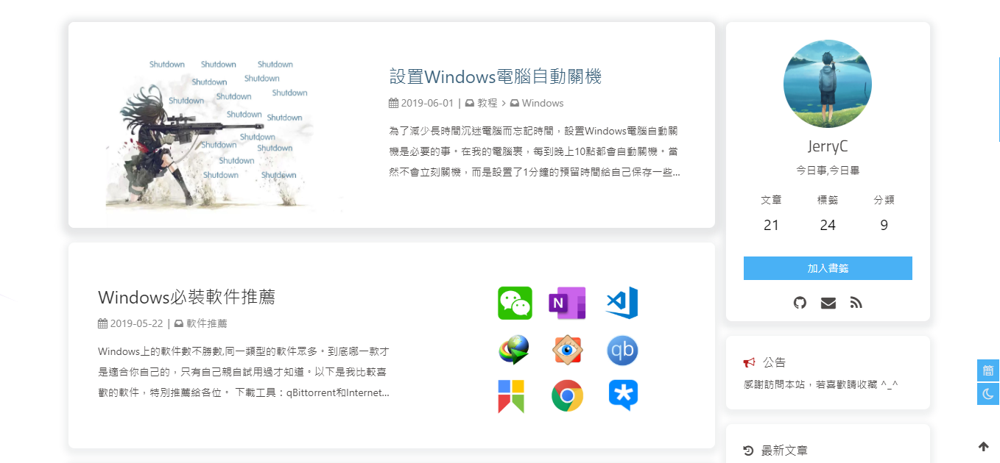 Shutdown Shutdown Shutdown
Shutdown Shutdown
Shutdown Shutdown Shutdown
Shutdown Shutdown
Shutdown
Shutdown Shutdown
Shutdown
Shutdown Shutdown
設置Windows電腦自動關機
2019-06-01 | 教程 > Windows
為了減少長時間沉迷電腦而忘記時間，設置Windows電腦自動關
機是必要的事。在我的電腦裏，每到晚上10點都會自動關機。當
然不會立刻關機，而是設置了1分鐘的預留時間給自己保存一些...
Windows必裝軟件推薦
2019-05-22 | 軟件推薦
Windows上的軟件數不勝數,同一類型的軟件眾多。到底哪一款才
是適合你自己的，只有自己親自試用過才知道。以下是我比較喜
歡的軟件，特別推薦給各位。 下載工具：qBittorrent和Internet...
N
qb
JerryC
今日事,今日畢
文章 標籤 分類
21 24 9
加入書籤
公告
感謝訪問本站，若喜歡請收藏 ^_^
最新文章
簡